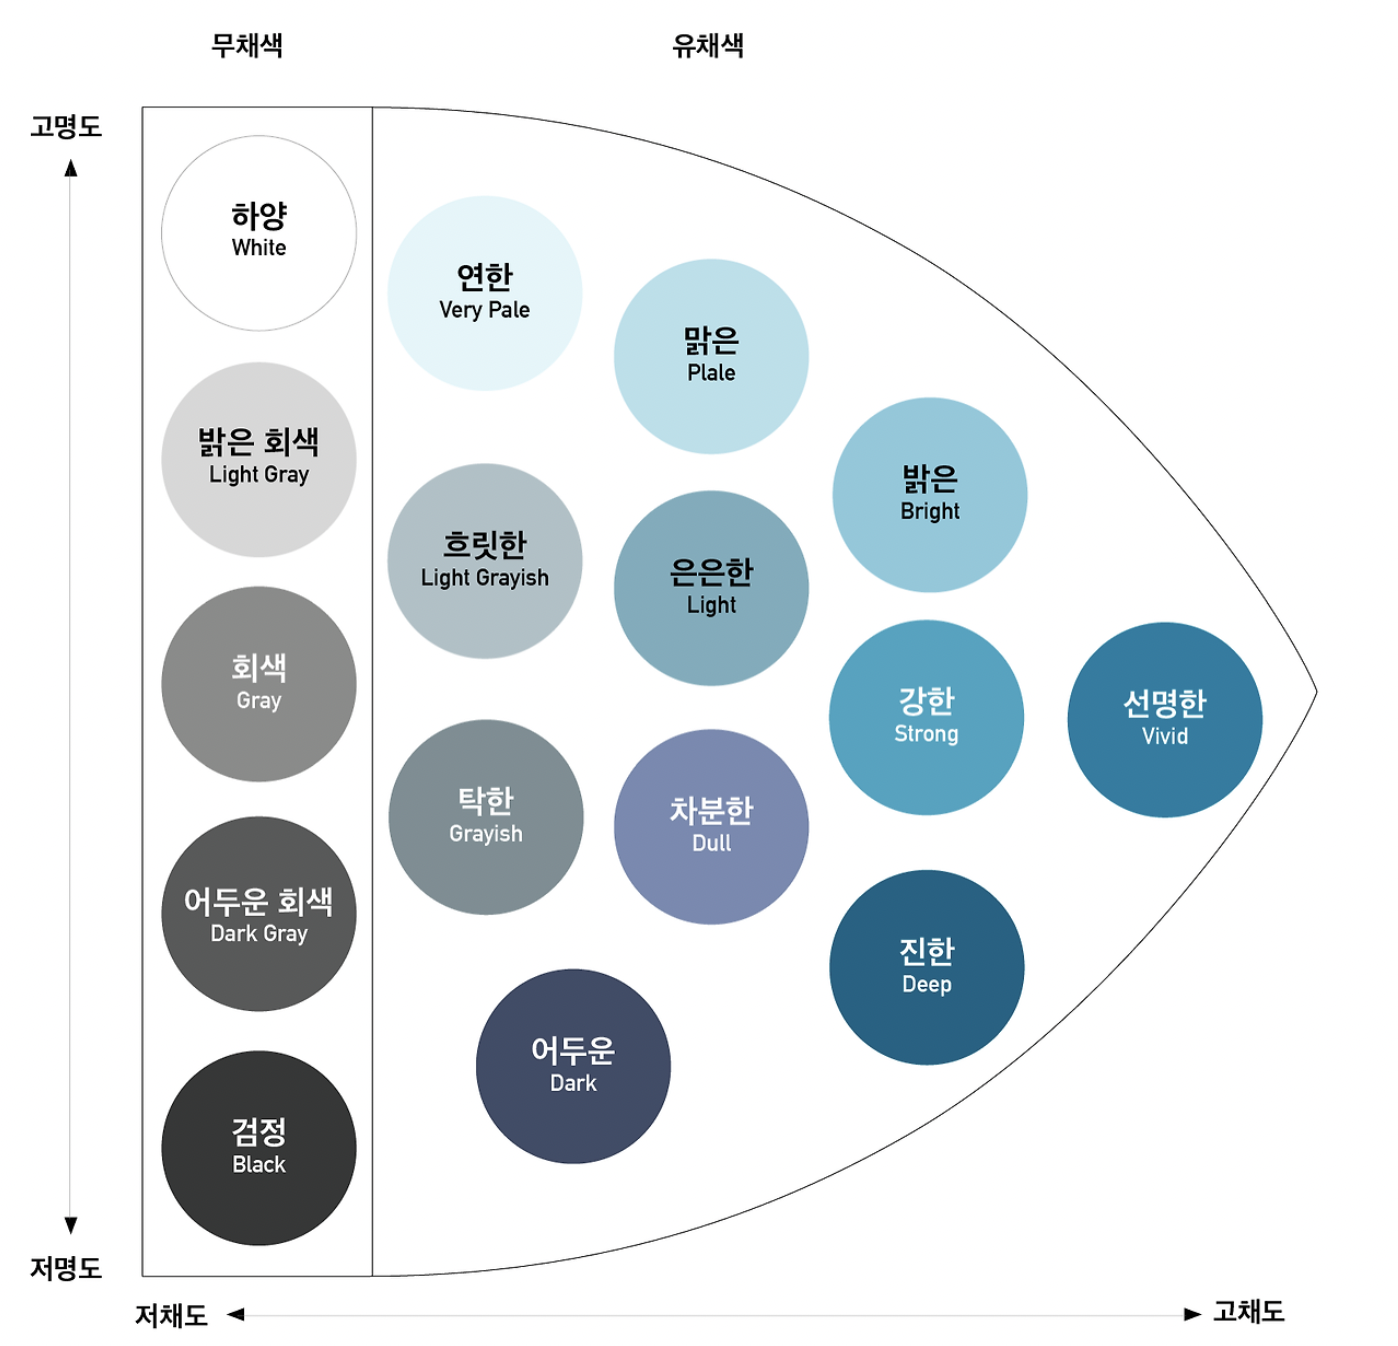 무채색
유채색
고명도
하양
White
연한
Very Pale
맑은
Plale
밝은 회색
Light Gray
밝은
Bright
흐릿한
Light Grayish
은은한
Light
회색
Gray
강한
Strong
선명한
Vivid
탁한
Grayish
차분한
Dull
어두운 회색
Dark Gray
진한
Deep
어두운
Dark
검정
Black
저명도
저채도
고채도